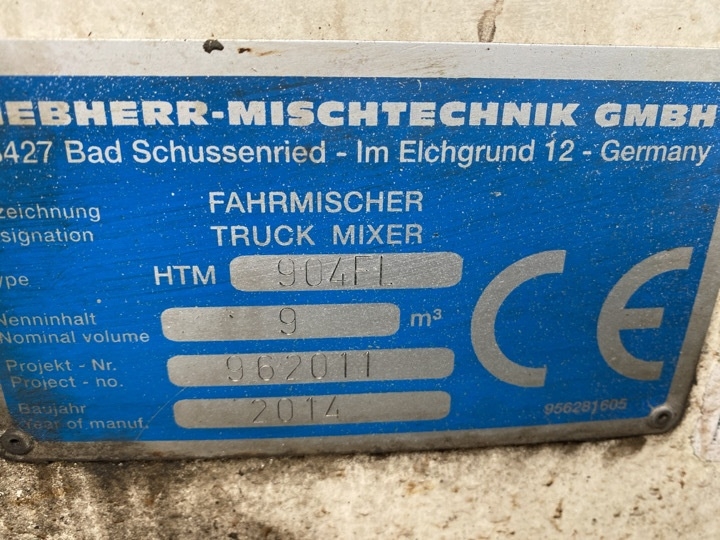 IEBHERR-MISCHTECHNIK GMBH
427 Bad Schussenried - Im Elchgrund 12 - Germany
zeichnung FAHRMISCHER
signation TRUCK MIXER
ype HTM 904FL
Nenninhalt
Nominal volume 9 m³
Projekt - Nr.
Project - no. 962011
Baujahr
Year of manuf. 2014
956281605
CE